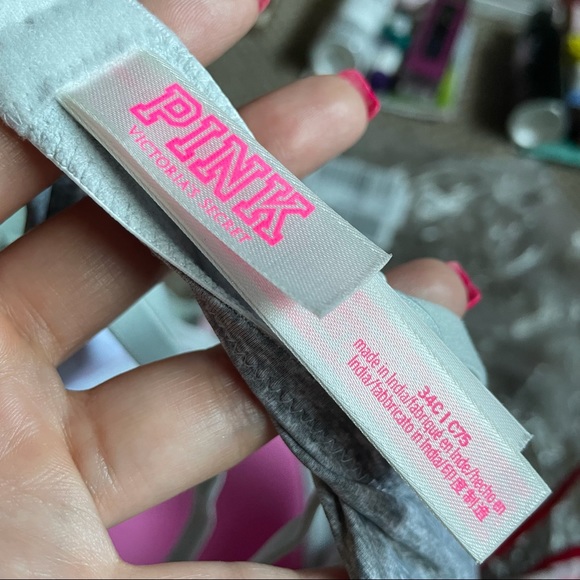 PINK
VICTORIA'S SECRET
34C | C75
made in India/fabriqué en Inde/hecho en
India/fabbricato in India/印度制造